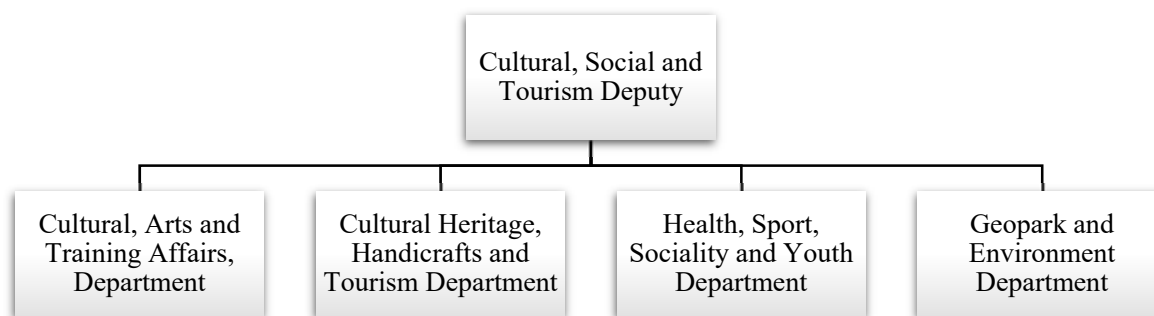 Cultural, Social and
Tourism Deputy
Cultural, Arts and
Training Affairs,
Department
Cultural Heritage,
Handicrafts and
Tourism Department
Health, Sport,
Sociality and Youth
Department
Geopark and
Environment
Department